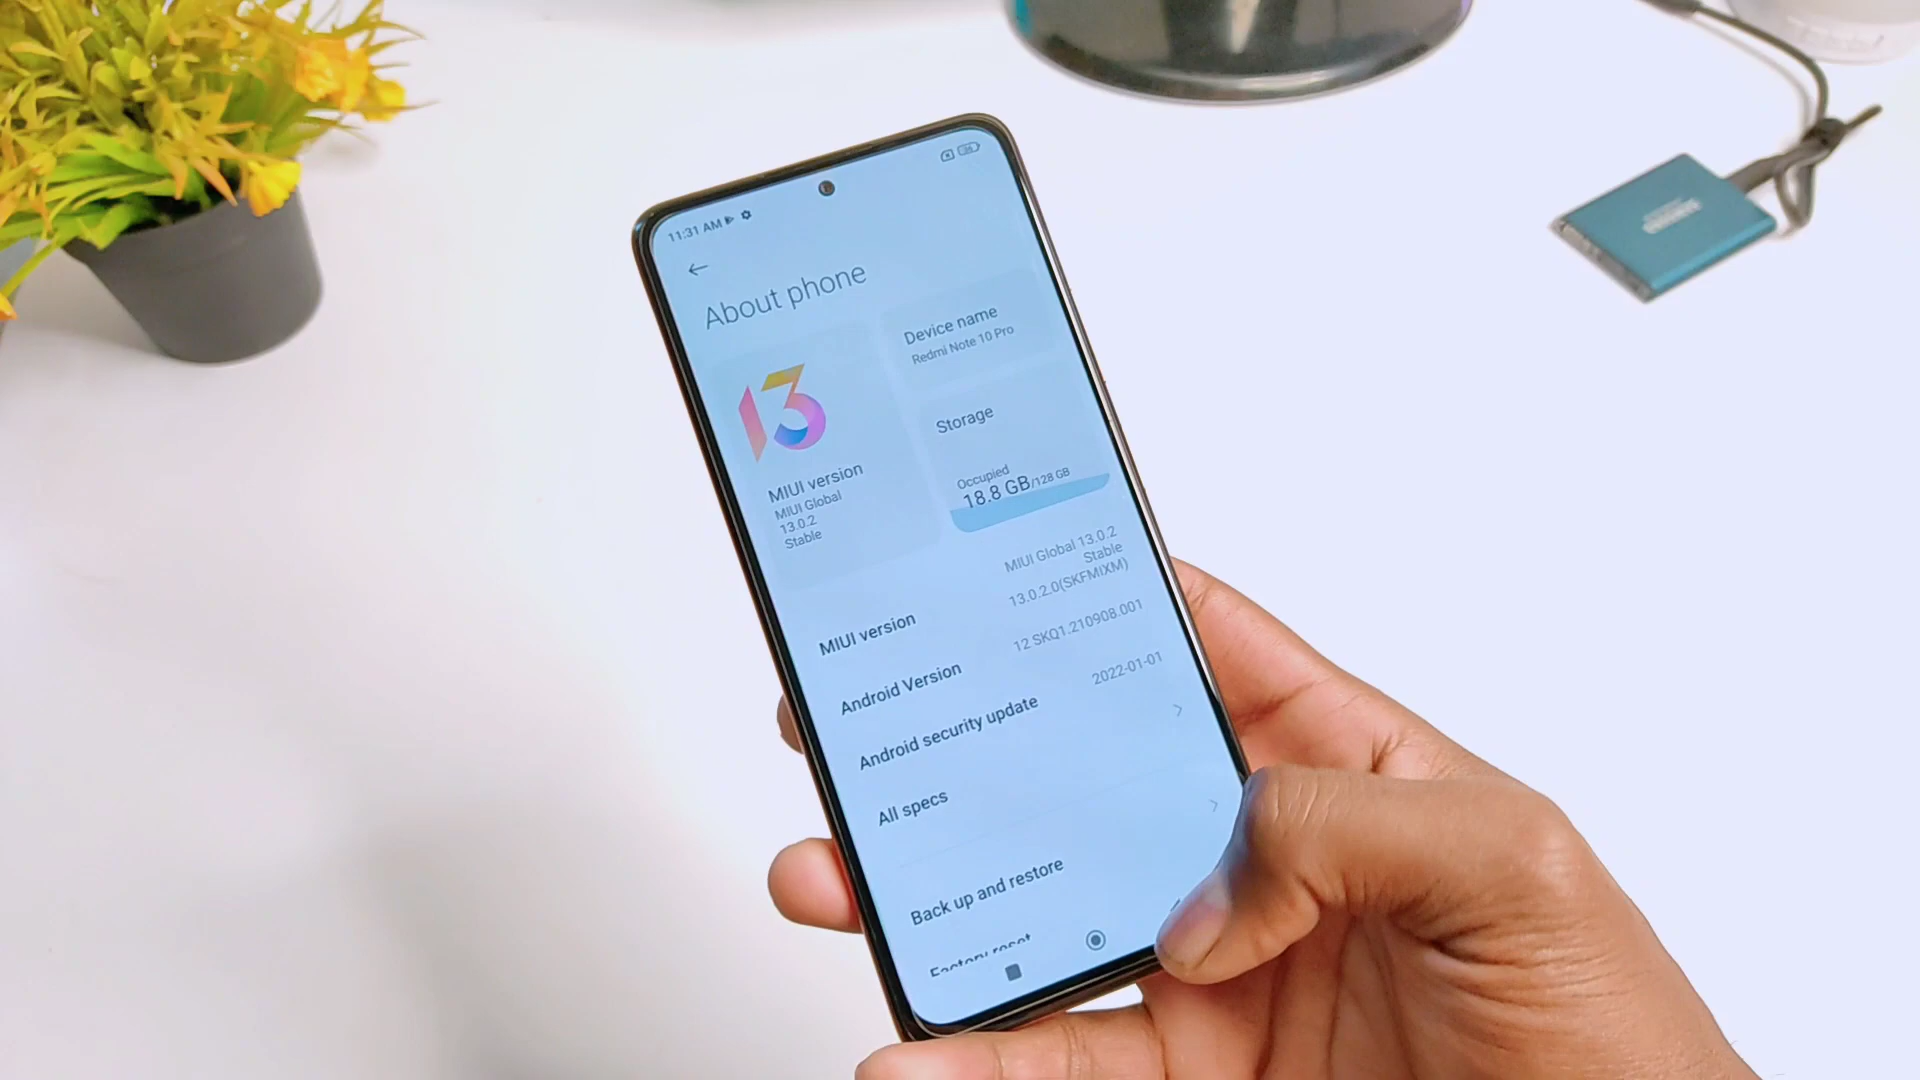 11:31 AM
About phone
13
MIUI version
MIUI Global
13.0.2
Stable
Device name
Redmi Note 10 Pro
Storage
Occupied
18.8 GB/128 GB
MIUI version
MIUI Global 13.0.2
Stable
13.0.2.0(SKFMIXM)
Android Version
12 SKQ1.210908.001
Android security update
2022-01-01
All specs
Back up and restore
Factory reset